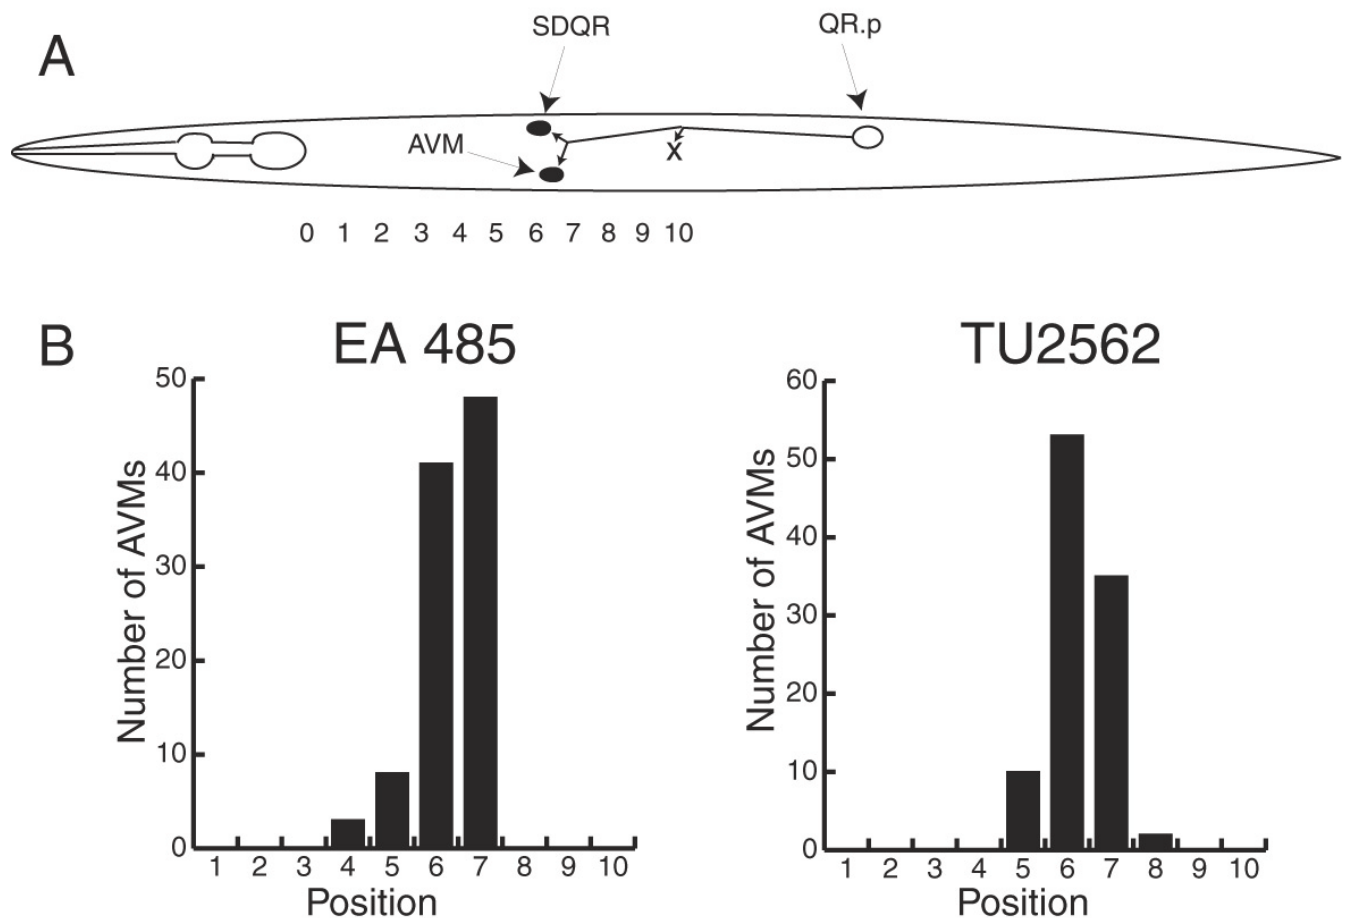 A
SDQR
QR.p
AVM
X
0 1 2 3 4 5 6 7 8 9 10
B
EA 485
TU2562
50
40
30
20
10
0
Number of AVMs
1 2 3 4 5 6 7 8 9 10
Position
60
50
40
30
20
10
0
Number of AVMs
1 2 3 4 5 6 7 8 9 10
Position